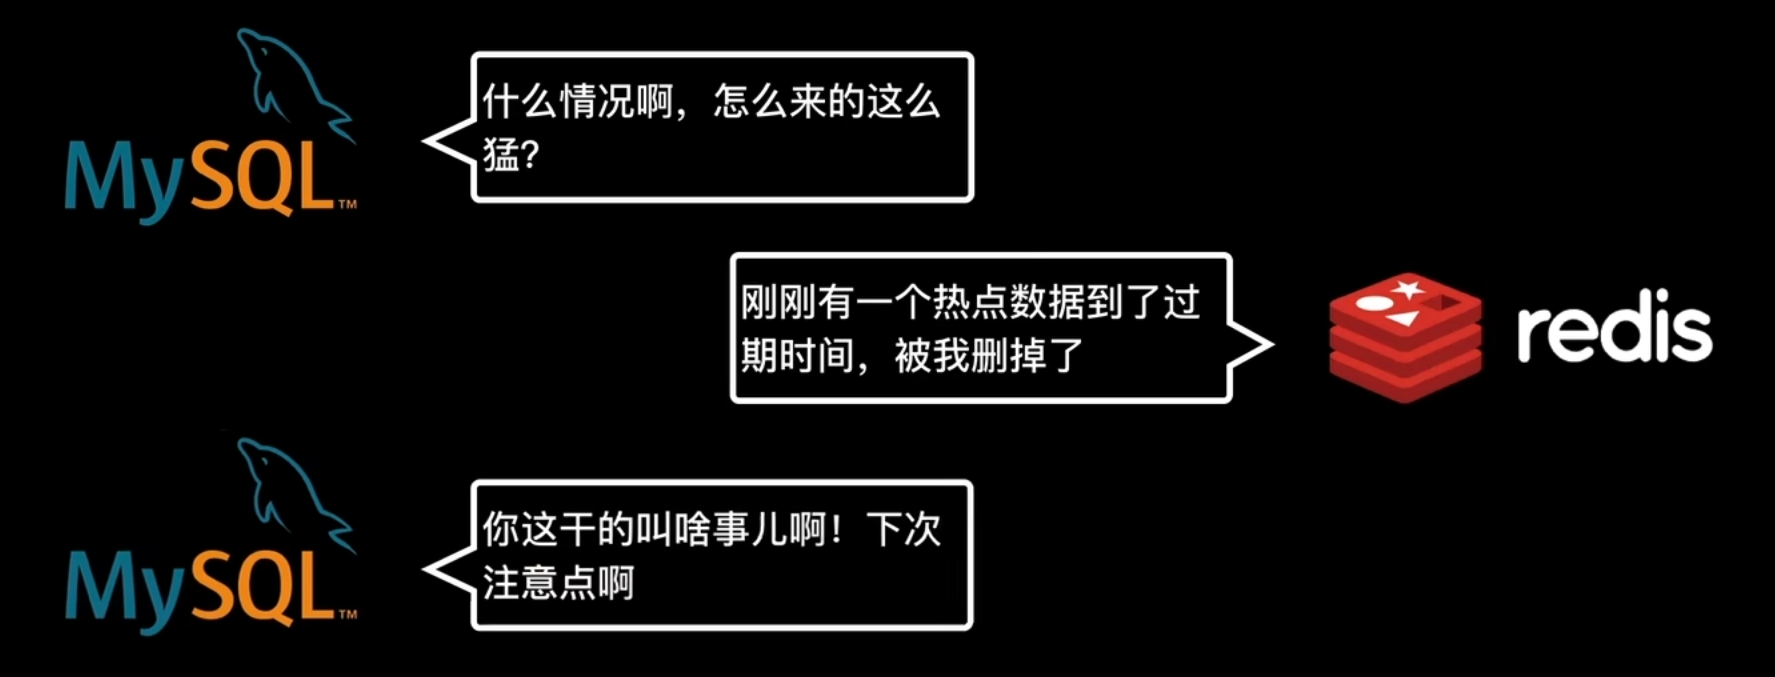 MySQL™
什么情况啊，怎么来的这么
猛?
刚刚有一个热点数据到了过
期时间，被我删掉了
redis
MySQL™
你这干的叫啥事儿啊！下次
注意点啊